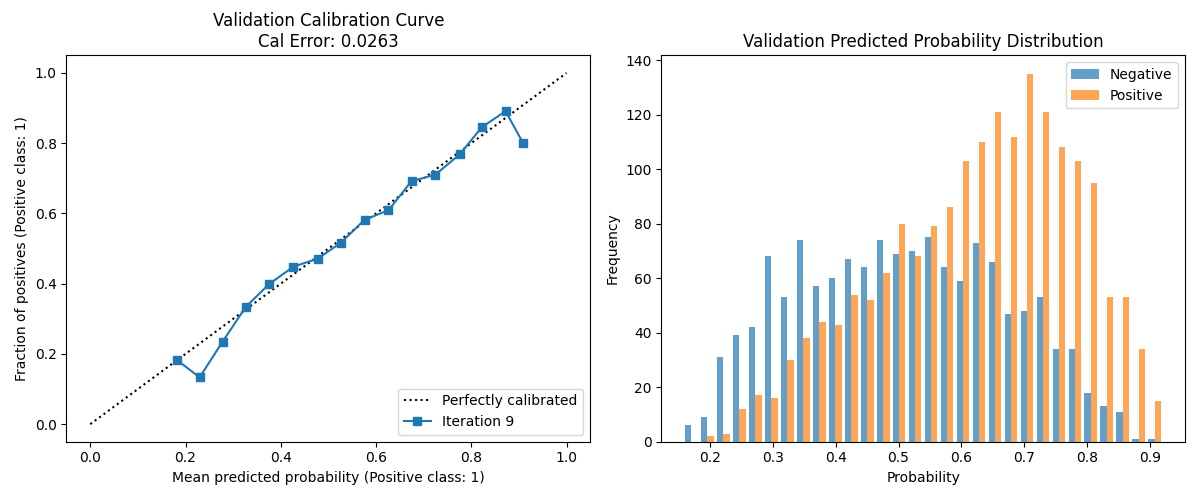 Validation Calibration Curve
Cal Error: 0.0263
Fraction of positives (Positive class: 1)
1.0
0.8
0.6
0.4
0.2
0.0
0.0 0.2 0.4 0.6 0.8 1.0
Mean predicted probability (Positive class: 1)
Perfectly calibrated
Iteration 9
Validation Predicted Probability Distribution
Frequency
140
120
100
80
60
40
20
0
0.2 0.3 0.4 0.5 0.6 0.7 0.8 0.9
Probability
Negative
Positive